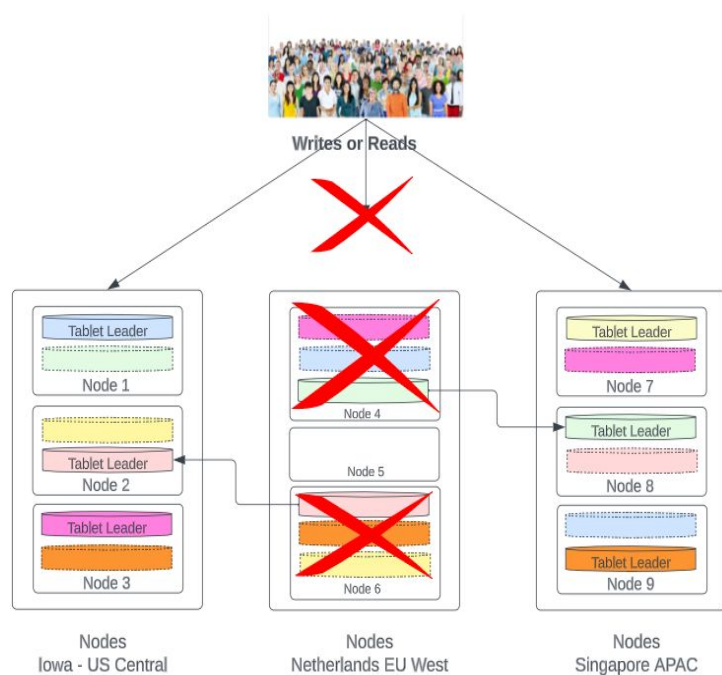 Writes or Reads
Tablet Leader
Node 1
Tablet Leader
Node 2
Tablet Leader
Node 3
Nodes
Iowa - US Central
Node 4
Node 5
Node 6
Nodes
Netherlands EU West
Tablet Leader
Node 7
Tablet Leader
Node 8
Tablet Leader
Node 9
Nodes
Singapore APAC